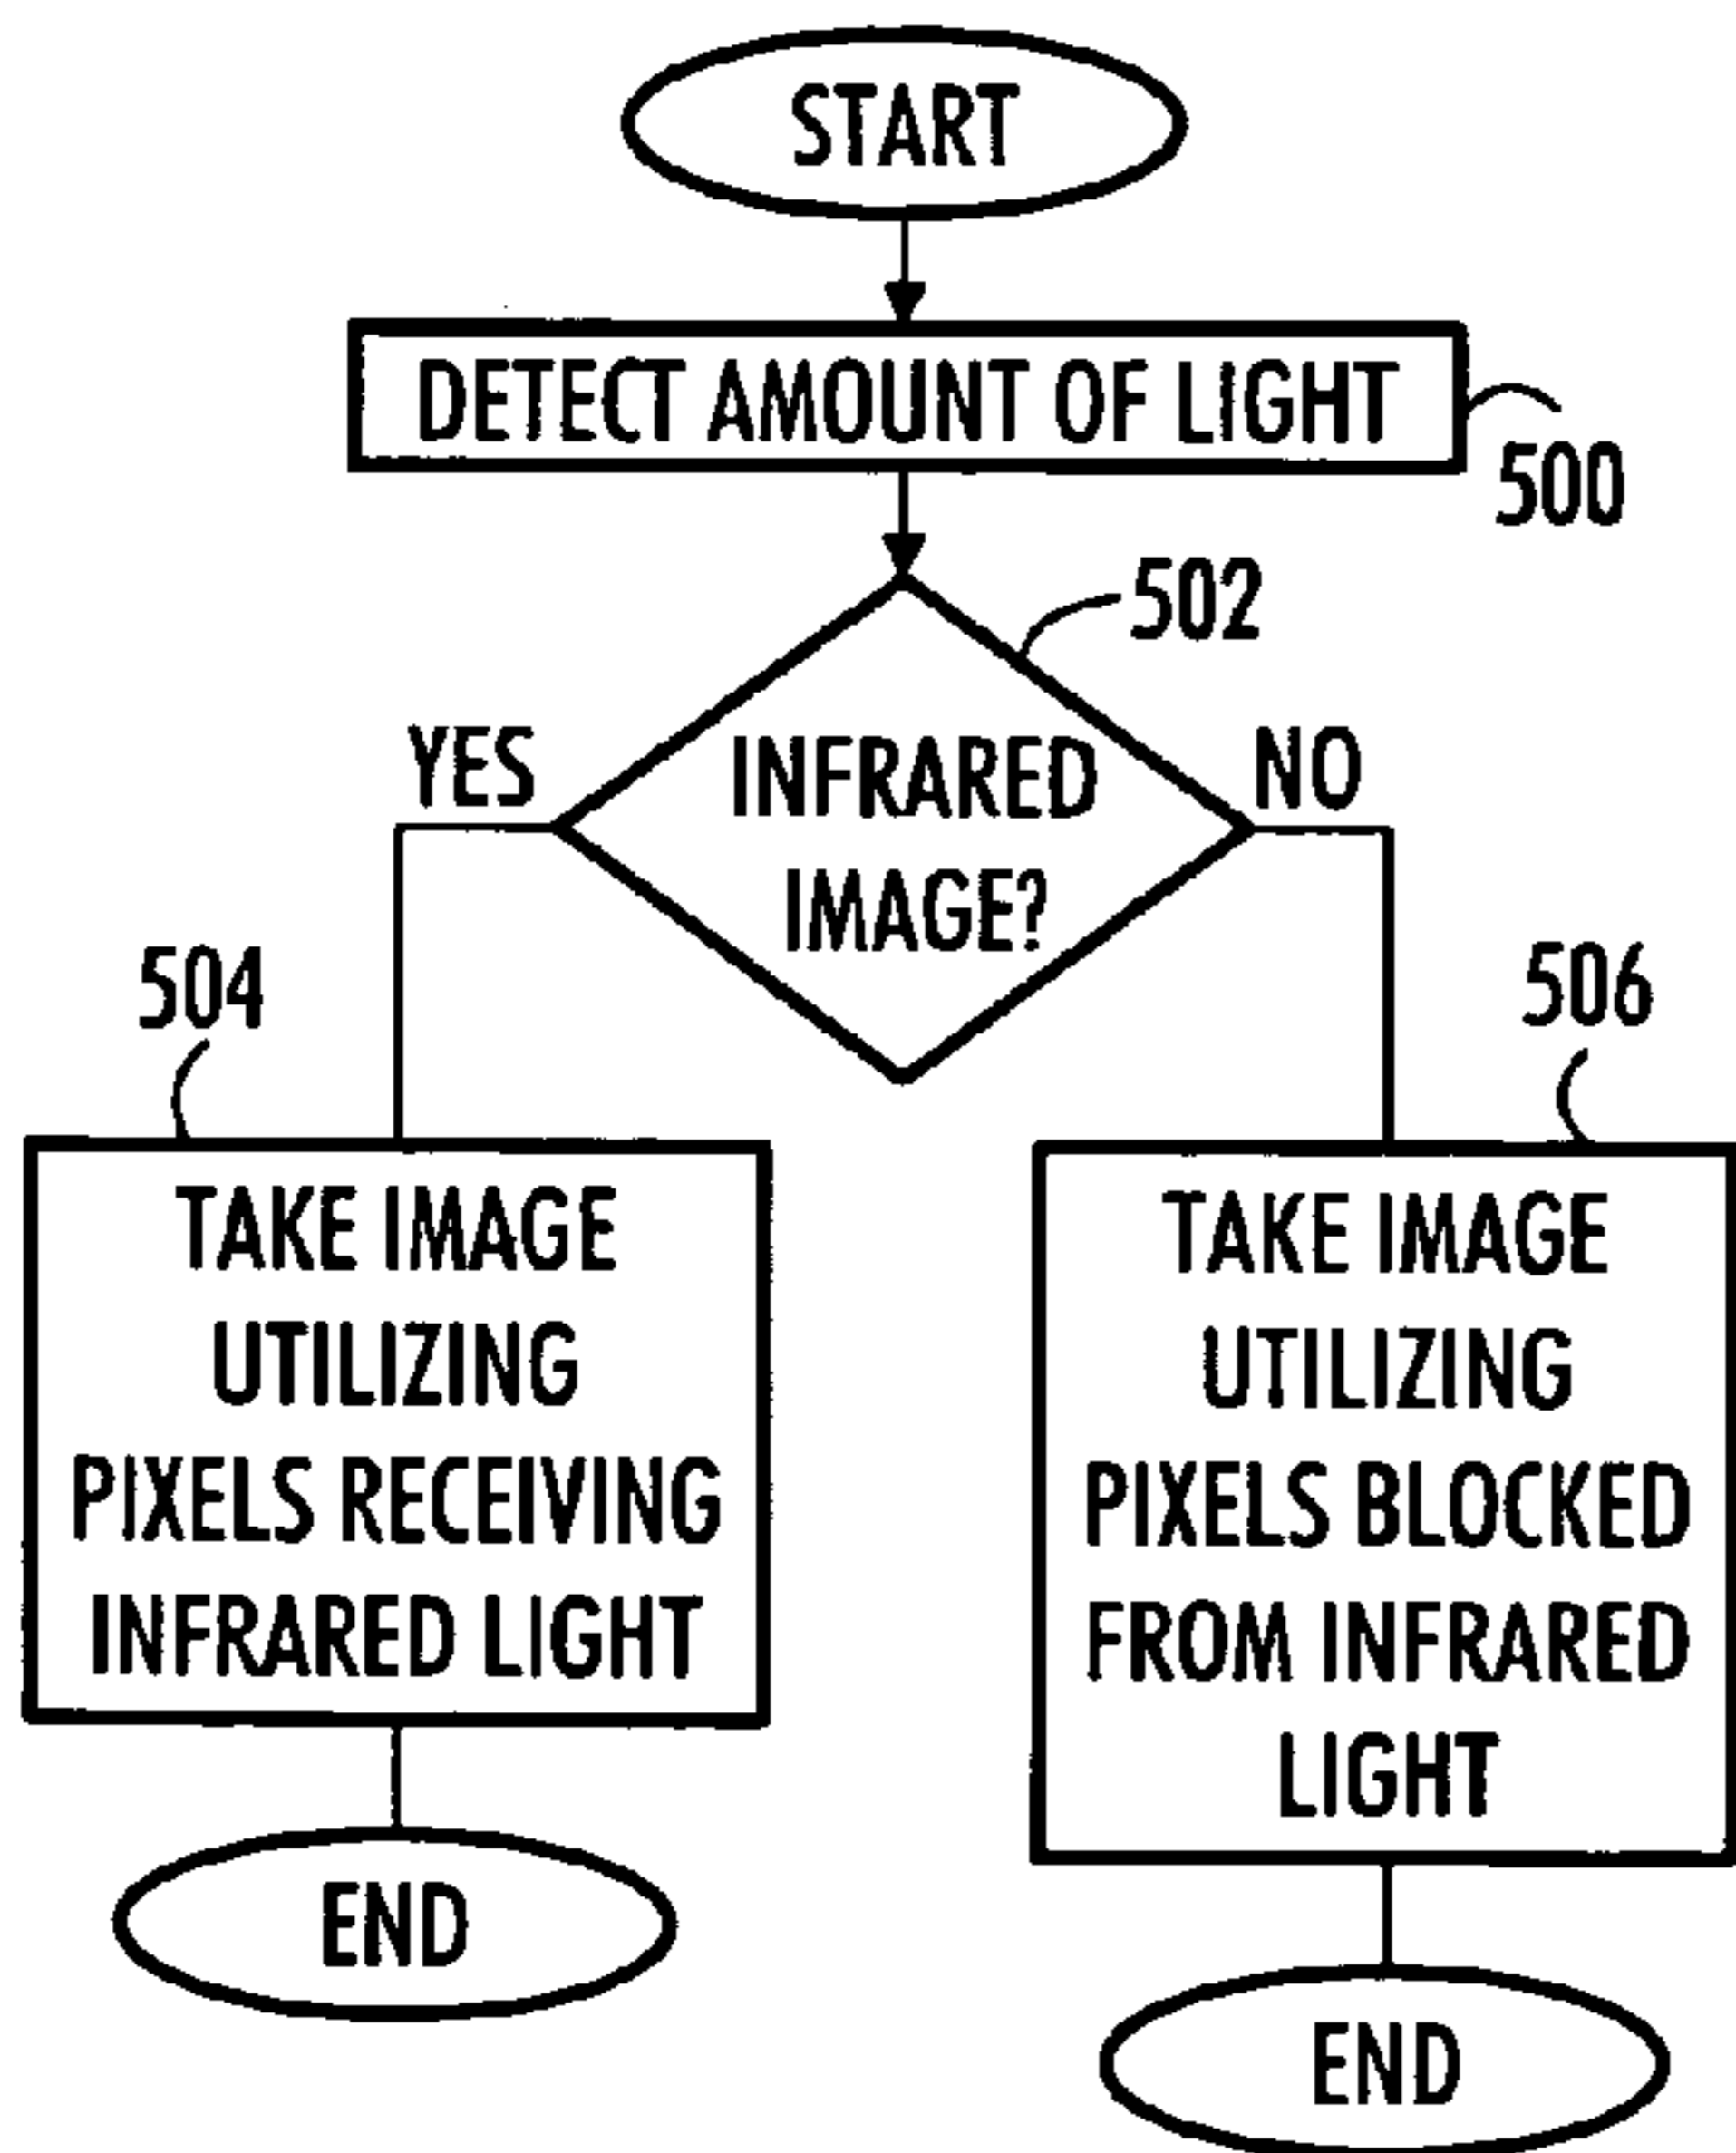 START
DETECT AMOUNT OF LIGHT
500
502
YES
INFRARED
IMAGE?
NO
504
506
TAKE IMAGE
UTILIZING
PIXELS RECEIVING
INFRARED LIGHT
TAKE IMAGE
UTILIZING
PIXELS BLOCKED
FROM INFRARED
LIGHT
END
END